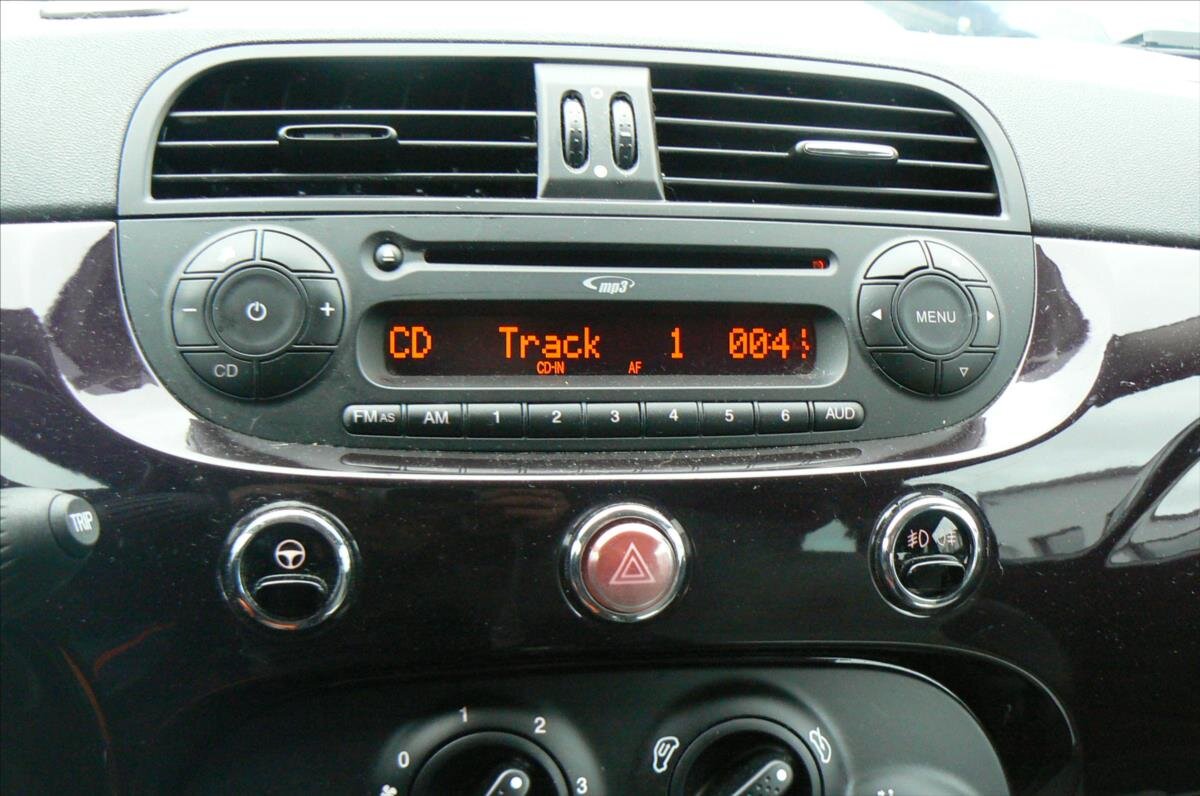 mp3
CD Track 1 004
CD-IN AF
MENU
CD
FM AS AM 1 2 3 4 5 6 AUD
TRIP
1 2
0 3